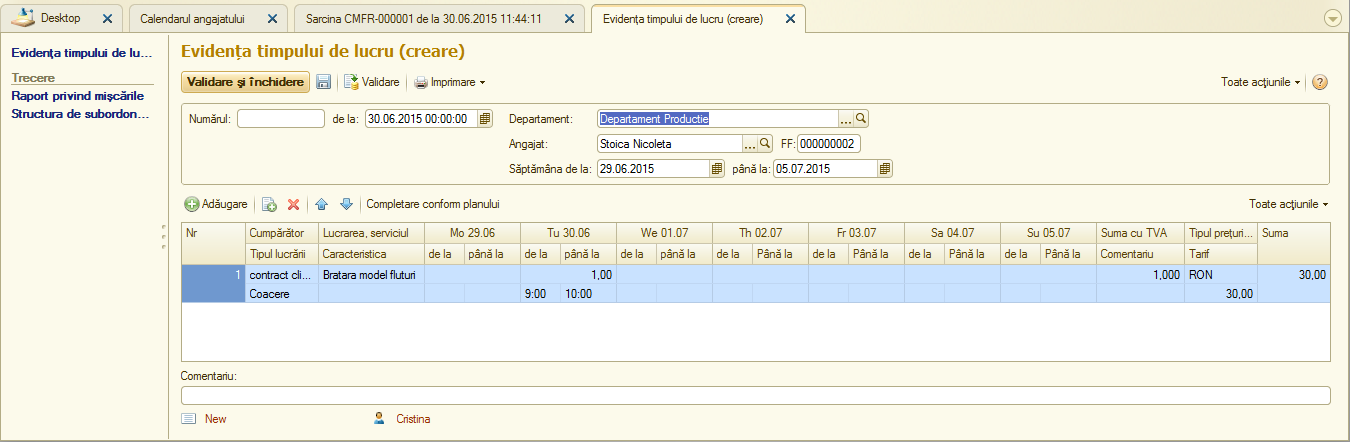 Desktop Calendarul angajatului Sarcina CMFR-000001 de la 30.06.2015 11:44:11 Evidența timpului de lucru (creare)
Evidența timpului de lu...
Trecere
Raport privind mișcările
Structura de subordon...
Evidența timpului de lucru (creare)
Validare şi închidere Validare Imprimare Toate acţiunile
Numărul: de la: 30.06.2015 00:00:00 Departament: Departament Productie ...
Angajat: Stoica Nicoleta ... FF: 000000002
Săptămâna de la: 29.06.2015 până la: 05.07.2015
Adăugare Completare conform planului Toate acţiunile
Nr Cumpărător Lucrarea, serviciul Mo 29.06 Tu 30.06 We 01.07 Th 02.07 Fr 03.07 Sa 04.07 Su 05.07 Suma cu TVA Tipul prețuri... Suma
Tipul lucrării Caracteristica de la până la de la până la de la până la de la Până la de la Până la de la Până la de la Până la Comentariu Tarif
1 contract cli... Bratara model fluturi 1,00 1,000 RON 30,00
Coacere 9:00 10:00 30,00
Comentariu:
New Cristina